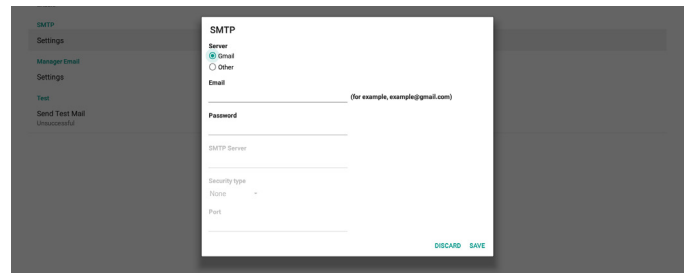 SMTP
Settings
Manager Email
Settings
Test
Send Test Mail
Unsuccessful
SMTP
Server
Gmail
Other
Email
(for example, example@gmail.com)
Password
SMTP Server
Security type
None
Port
DISCARD SAVE